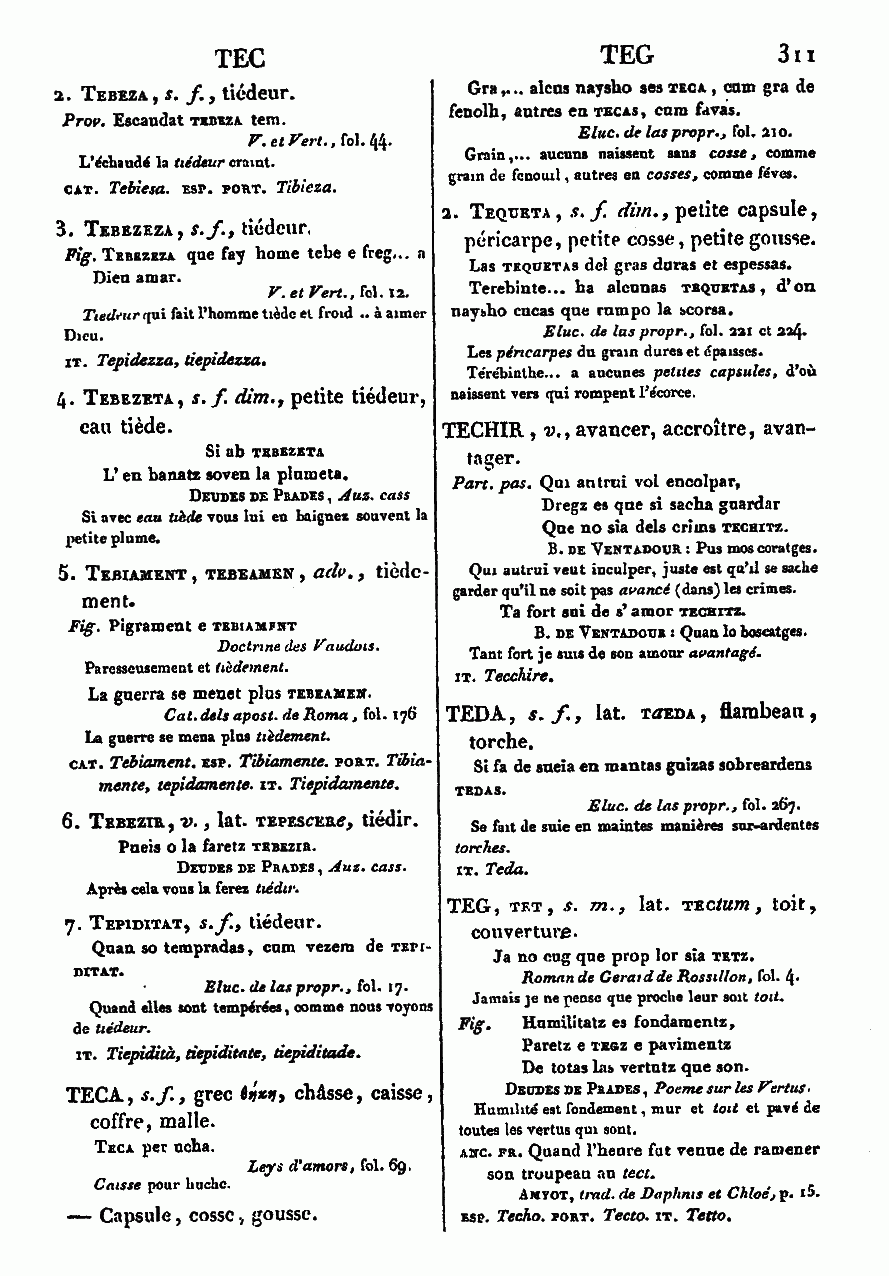 TEC
2. Tebeza, s. f., tiédeur.
Prov. Escaudat tebeza tem.
V. et Vert., fol. 44.
L'échaudé la tiédeur craint.
cat. Tebiesa. esp. port. Tibieza.
3. Tebezeza, s. f., tiédeur.
Fig. Tebezeza que fay home tebe e freg... a
Dieu amar.
V. et Vert., fol. 12.
Tiédeur qui fait l'homme tiède et froid .. à aimer
Dieu.
it. Tepidezza, tiepidezza.
4. Tebezeta, s. f. dim., petite tiédeur,
eau tiède.
Si ab tebezeta
L' en banatz soven la plumeta.
Deudes de Prades, Auz. cass
Si avec eau tiède vous lui en baignez souvent la
petite plume.
5. Tebiament, tebeamen, adv., tiède-
ment.
Fig. Pigrament e tebiament
Doctrine des Vaudois.
Paresseusement et tièdement.
La guerra se menet plus tebeamen.
Cat. dels apost. de Roma, fol. 176
La guerre se mena plus tièdement.
cat. Tebiament. esp. Tibiamente. port. Tibia-
mente, tepidamente. it. Tiepidamente.
6. Tebezir, v., lat. tepescere, tiédir.
Pueis o la faretz tebezir.
Deudes de Prades, Auz. cass.
Après cela vous la ferez tiédir.
7. Tepiditat, s. f., tiédeur.
Quan so tempradas, cum vezem de tepi-
ditat.
Eluc. de las propr., fol. 17.
Quand elles sont tempérées, comme nous voyons
de tiédeur.
it. Tiepidità, tiepiditate, tiepiditade.
TECA, s. f., grec θήκη, châsse, caisse,
coffre, malle.
Teca per ucha.
Leys d'amors, fol. 69.
Caisse pour huche.
— Capsule, cosse, gousse.
TEG 311
Gra,... alcus naysho ses teca, cum gra de
fenolh, autres en tecas, cum favas.
Eluc. de las propr., fol. 210.
Grain,... aucuns naissent sans cosse, comme
grain de fenouil, autres en cosses, comme féves.
2. Tequeta, s. f. dim., petite capsule,
péricarpe, petite cosse, petite gousse.
Las tequetas del gras duras et espessas.
Terebinte... ha alcunas tequetas, d'on
naysho cucas que rumpo la scorsa.
Eluc. de las propr., fol. 221 et 224.
Les péricarpes du grain dures et épaisses.
Térébinthe... a aucunes petites capsules, d'où
naissent vers qui rompent l'écorce.
TECHIR, v., avancer, accroître, avan-
tager.
Part. pas. Qui autrui vol encolpar,
Dregz es que si sacha guardar
Que no sia dels crims techitz.
B. de Ventadour : Pus mos coratges.
Qui autrui veut inculper, juste est qu'il se sache
garder qu'il ne soit pas avancé (dans) les crimes.
Ta fort sui de s' amor techitz.
B. de Ventadour : Quan lo boscatges.
Tant fort je suis de son amour avantagé.
it. Tecchire.
TEDA, s. f., lat. taeda, flambeau,
torche.
Si fa de sueia en mantas guizas sobreardens
tedas.
Eluc. de las propr., fol. 267.
Se fait de suie en maintes manières sur-ardentes
torches.
it. Teda.
TEG, tet, s. m., lat. tectum, toit,
couverture.
Ja no cug que prop lor sia tetz.
Roman de Gerard de Rossillon, fol. 4.
Jamais je ne pense que proche leur soit toit.
Fig. Humilitatz es fondamentz,
Paretz e tegz e pavimentz
De totas las vertutz que son.
Deudes de Prades, Poeme sur les Vertus.
Humilité est fondement, mur et toit et pavé de
toutes les vertus qui sont.
anc. fr. Quand l'heure fut venue de ramener
son troupeau au tect.
Amyot, trad. de Daphnis et Chloé, p. 15.
esp. Techo. port. Tecto. it. Tetto.